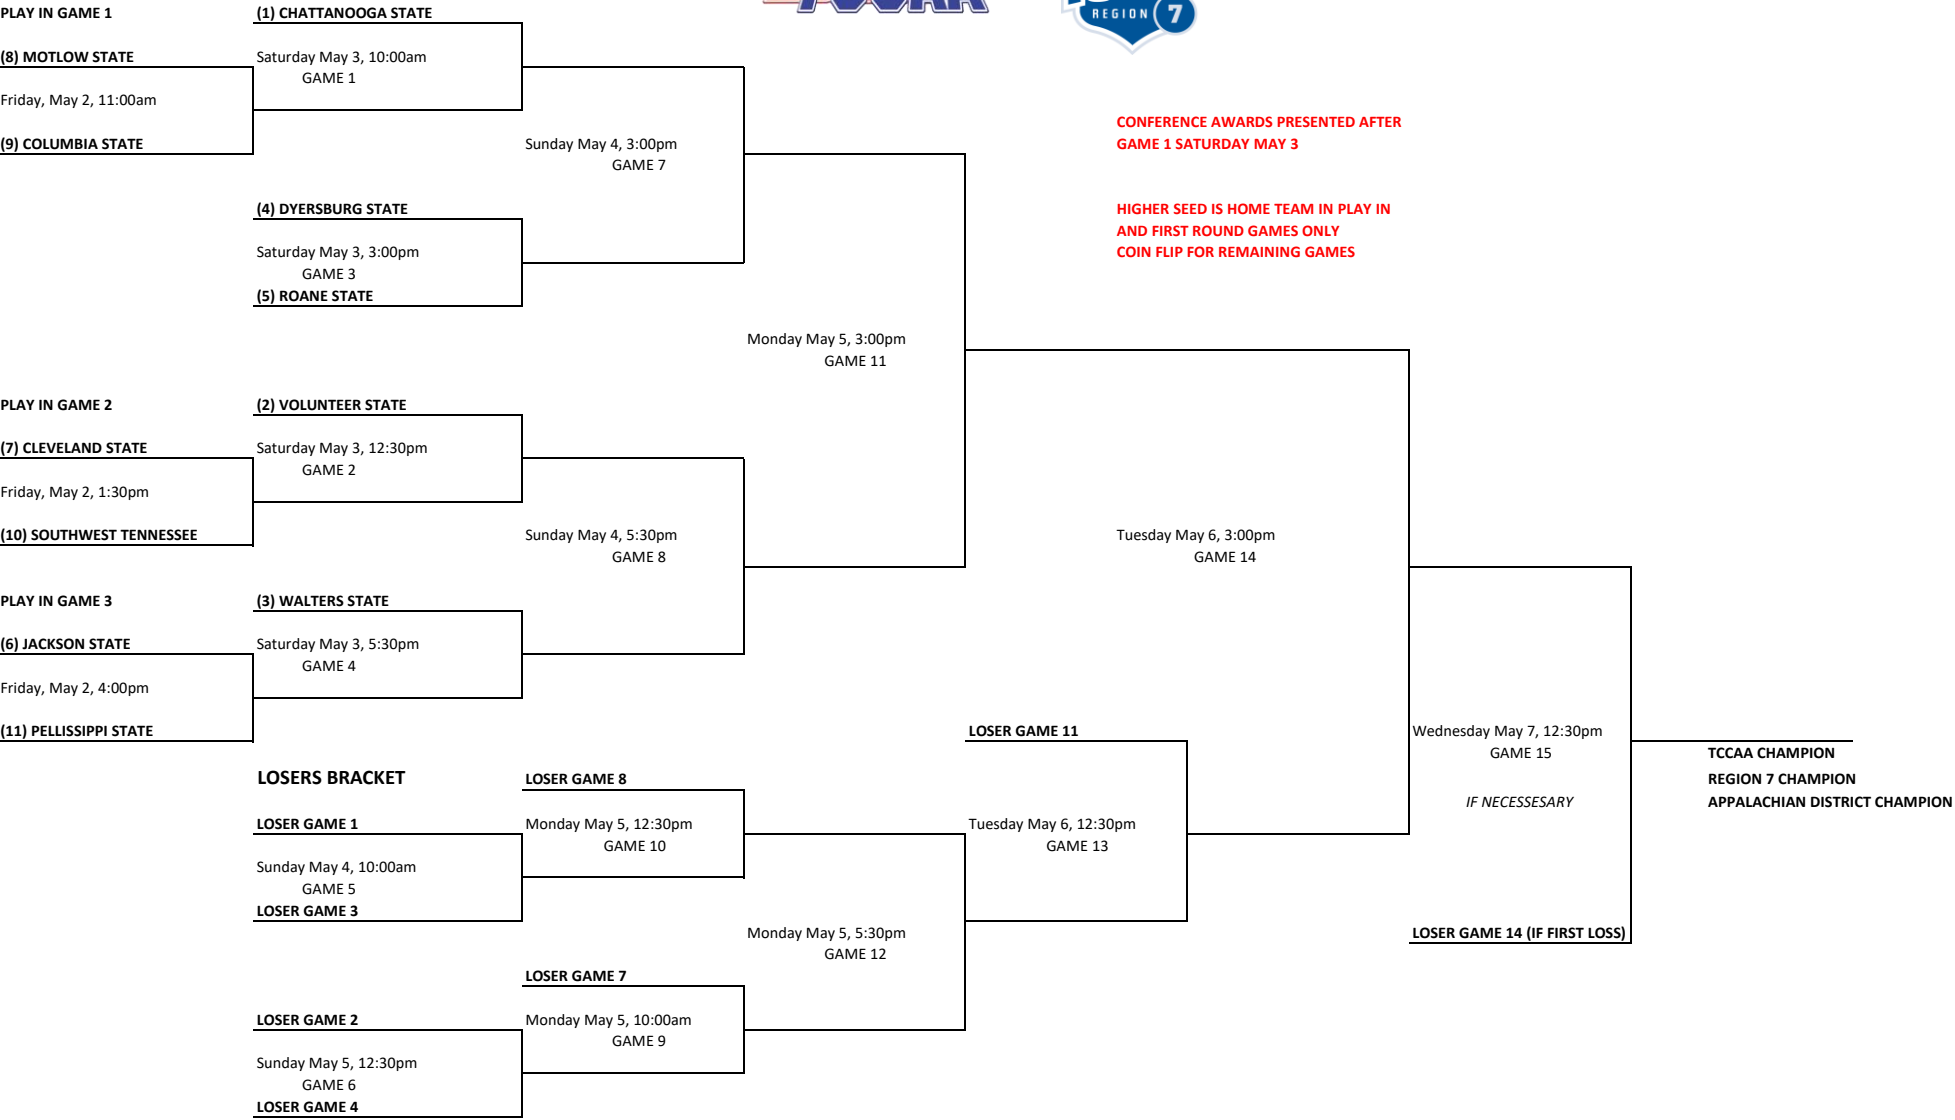 PLAY IN GAME 1
(1) CHATTANOOGA STATE
REGION 7
(8) MOTLOW STATE
Saturday May 3, 10:00am
GAME 1
Friday, May 2, 11:00am
(9) COLUMBIA STATE
Sunday May 4, 3:00pm
GAME 7
CONFERENCE AWARDS PRESENTED AFTER
GAME 1 SATURDAY MAY 3
(4) DYERSBURG STATE
Saturday May 3, 3:00pm
GAME 3
(5) ROANE STATE
HIGHER SEED IS HOME TEAM IN PLAY IN
AND FIRST ROUND GAMES ONLY
COIN FLIP FOR REMAINING GAMES
Monday May 5, 3:00pm
GAME 11
PLAY IN GAME 2
(2) VOLUNTEER STATE
(7) CLEVELAND STATE
Saturday May 3, 12:30pm
GAME 2
Friday, May 2, 1:30pm
(10) SOUTHWEST TENNESSEE
Sunday May 4, 5:30pm
GAME 8
Tuesday May 6, 3:00pm
GAME 14
PLAY IN GAME 3
(3) WALTERS STATE
(6) JACKSON STATE
Saturday May 3, 5:30pm
GAME 4
Friday, May 2, 4:00pm
(11) PELLISSIPPI STATE
LOSER GAME 11
Wednesday May 7, 12:30pm
GAME 15
IF NECESSESARY
TCCAA CHAMPION
REGION 7 CHAMPION
APPALACHIAN DISTRICT CHAMPION
LOSERS BRACKET
LOSER GAME 8
LOSER GAME 1
Monday May 5, 12:30pm
GAME 10
Tuesday May 6, 12:30pm
GAME 13
Sunday May 4, 10:00am
GAME 5
LOSER GAME 3
Monday May 5, 5:30pm
GAME 12
LOSER GAME 14 (IF FIRST LOSS)
LOSER GAME 7
LOSER GAME 2
Monday May 5, 10:00am
GAME 9
Sunday May 5, 12:30pm
GAME 6
LOSER GAME 4